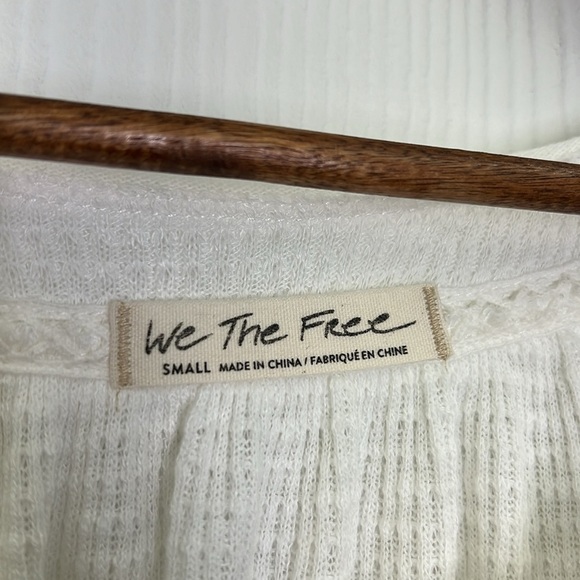 We The Free
SMALL MADE IN CHINA / FABRIQUÉ EN CHINE